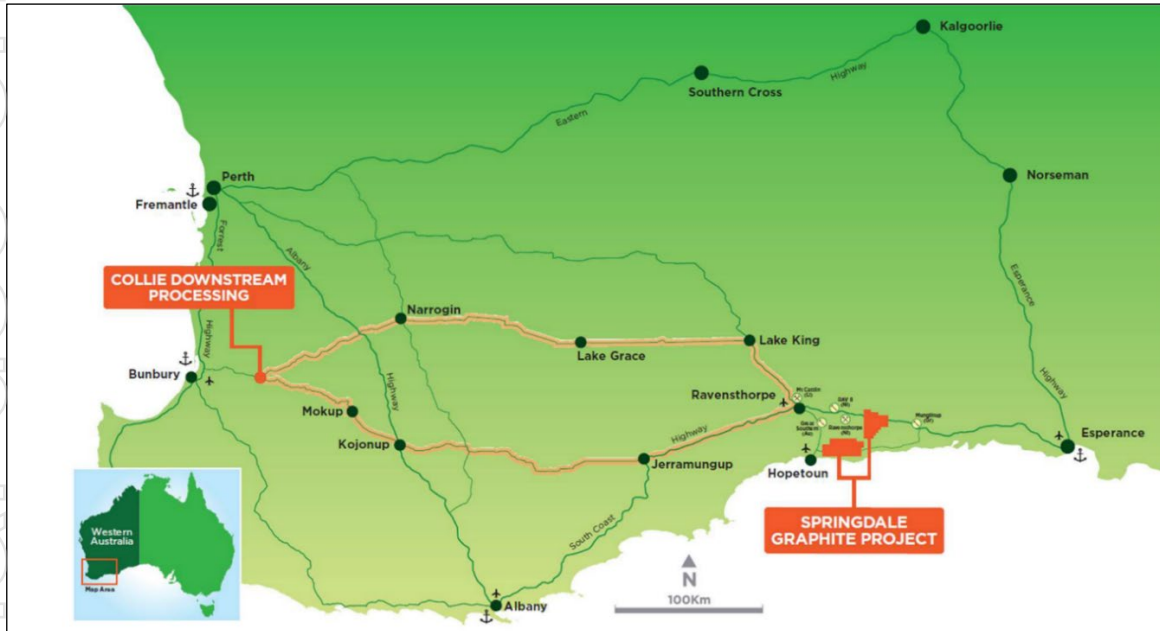 Kalgoorlie
Southern Cross
Highway
Eastern
Perth
Fremantle
Norseman
Forrest
Albany
COLLIE DOWNSTREAM
PROCESSING
Narrogin
Esperance
Highway
Lake Grace
Lake King
Bunbury
Highway
Ravensthorpe
Highway
Mokup
Kojonup
Highway
Jerramungup
Hopetoun
Esperance
SPRINGDALE
GRAPHITE PROJECT
South Coast
Western
Australia
Map Area
N
100Km
Albany